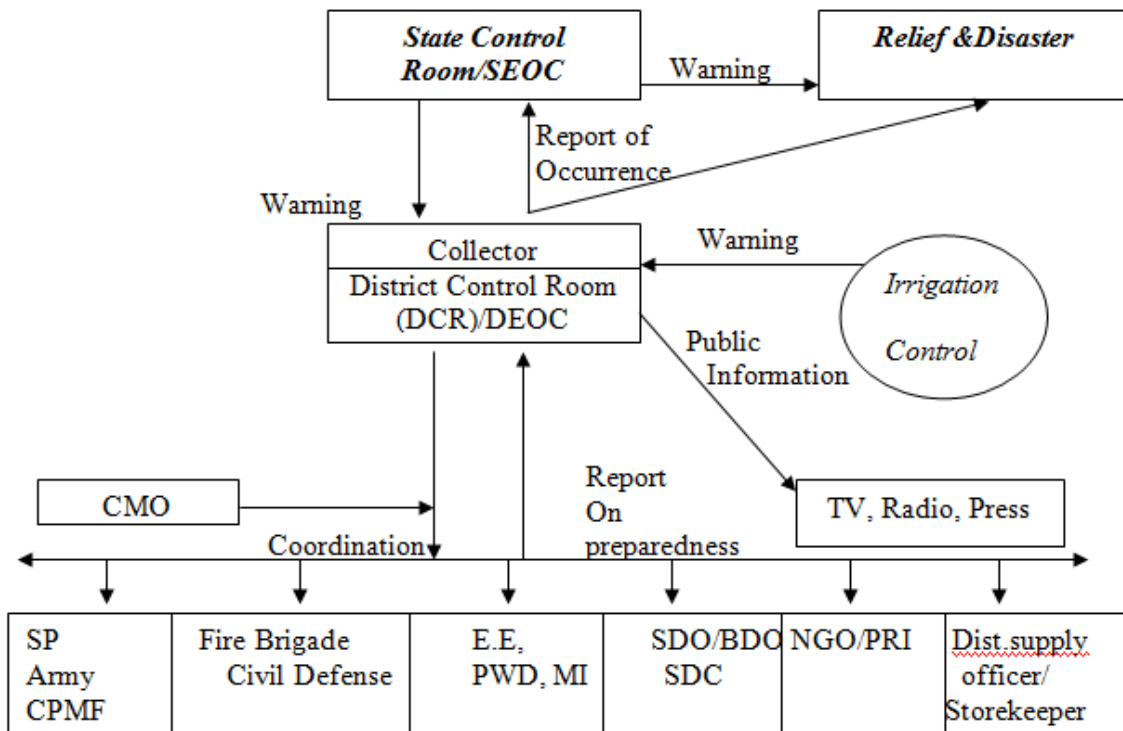 State Control
Room/SEOC
Relief &Disaster
Warning
Report of
Occurrence
Warning
Collector
District Control Room
(DCR)/DEOC
Warning
Irrigation
Control
Public
Information
CMO
Report
On
preparedness
TV, Radio, Press
Coordination
SP
Army
CPMF
Fire Brigade
Civil Defense
E.E,
PWD, MI
SDO/BDO
SDC
NGO/PRI
Dist.supply
officer/
Storekeeper